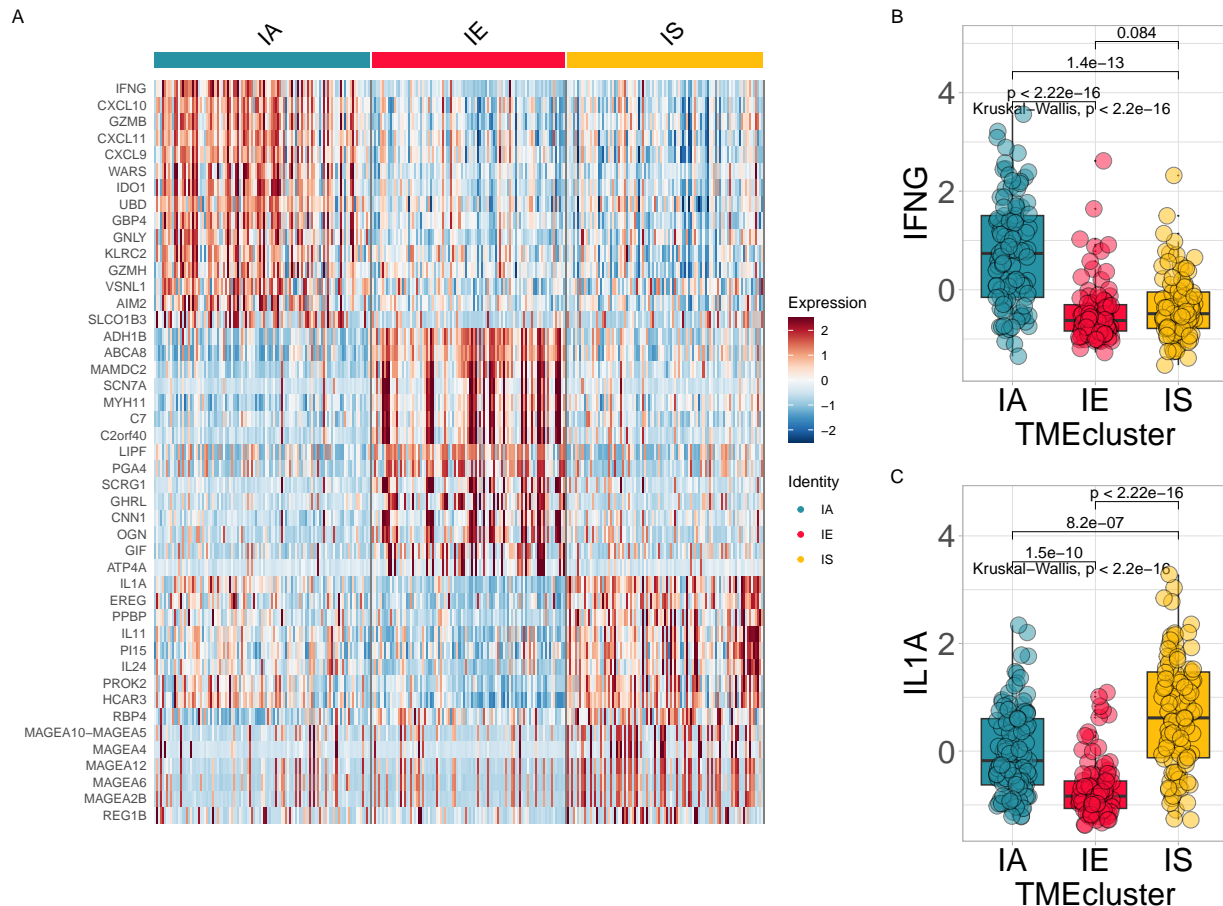 A
IA
IE
IS
IFNG
CXCL10
GZMB
CXCL11
CXCL9
WARS
IDO1
UBD
GBP4
GNLY
KLRC2
GZMH
VSNL1
AIM2
SLCO1B3
ADH1B
ABCA8
MAMDC2
SCN7A
MYH11
C7
C2orf40
LIPF
PGA4
SCRG1
GHRL
CNN1
OGN
GIF
ATP4A
IL1A
EREG
PPBP
IL11
PI15
IL24
PROK2
HCAR3
RBP4
MAGEA10−MAGEA5
MAGEA4
MAGEA12
MAGEA6
MAGEA2B
REG1B
Expression
2
1
0
−1
−2
Identity
IA
IE
IS
B
0.084
1.4e−13
p < 2.22e−16
Kruskal−Wallis, p < 2.2e−16
4
2
0
IFNG
IA IE IS
TMEcluster
C
p < 2.22e−16
8.2e−07
1.5e−10
Kruskal−Wallis, p < 2.2e−16
4
2
0
IL1A
IA IE IS
TMEcluster